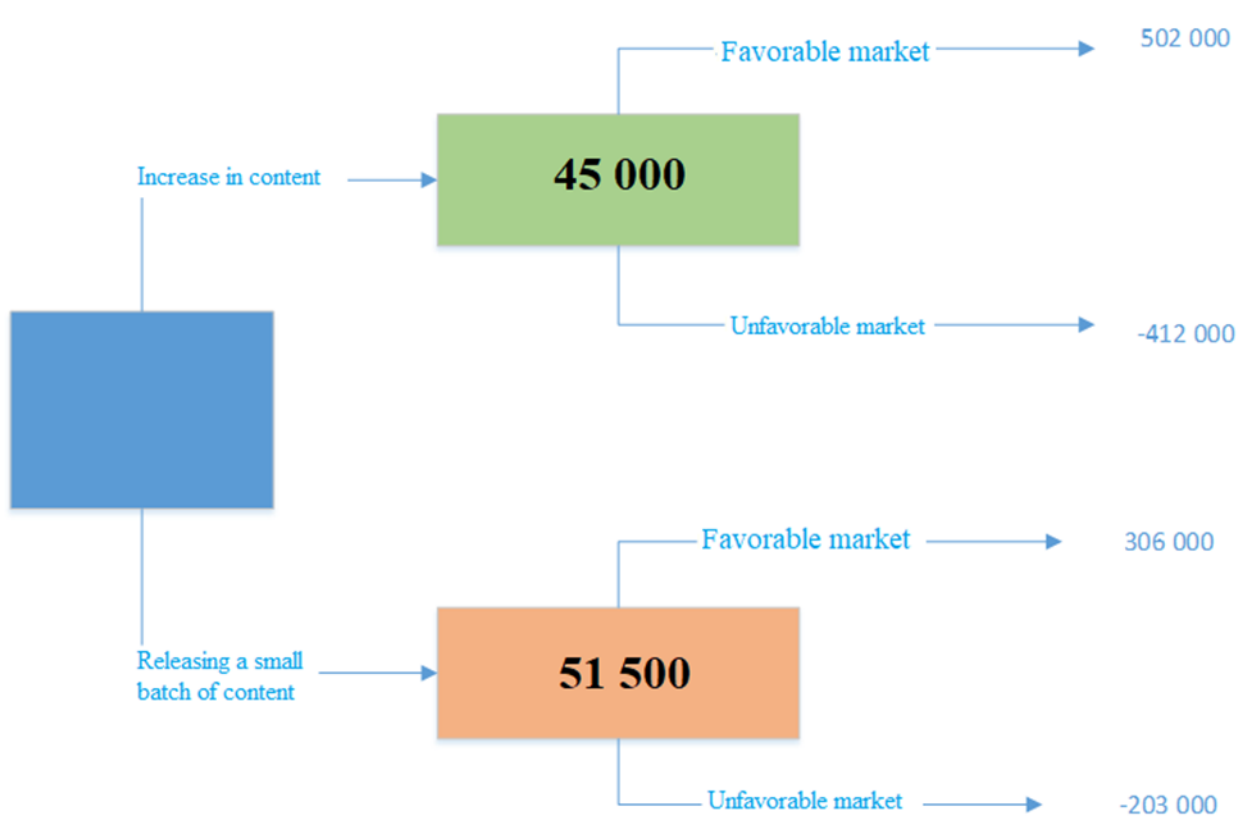 502 000
Favorable market
45 000
Increase in content
Unfavorable market
-412 000
Favorable market
306 000
51 500
Releasing a small
batch of content
Unfavorable market
-203 000